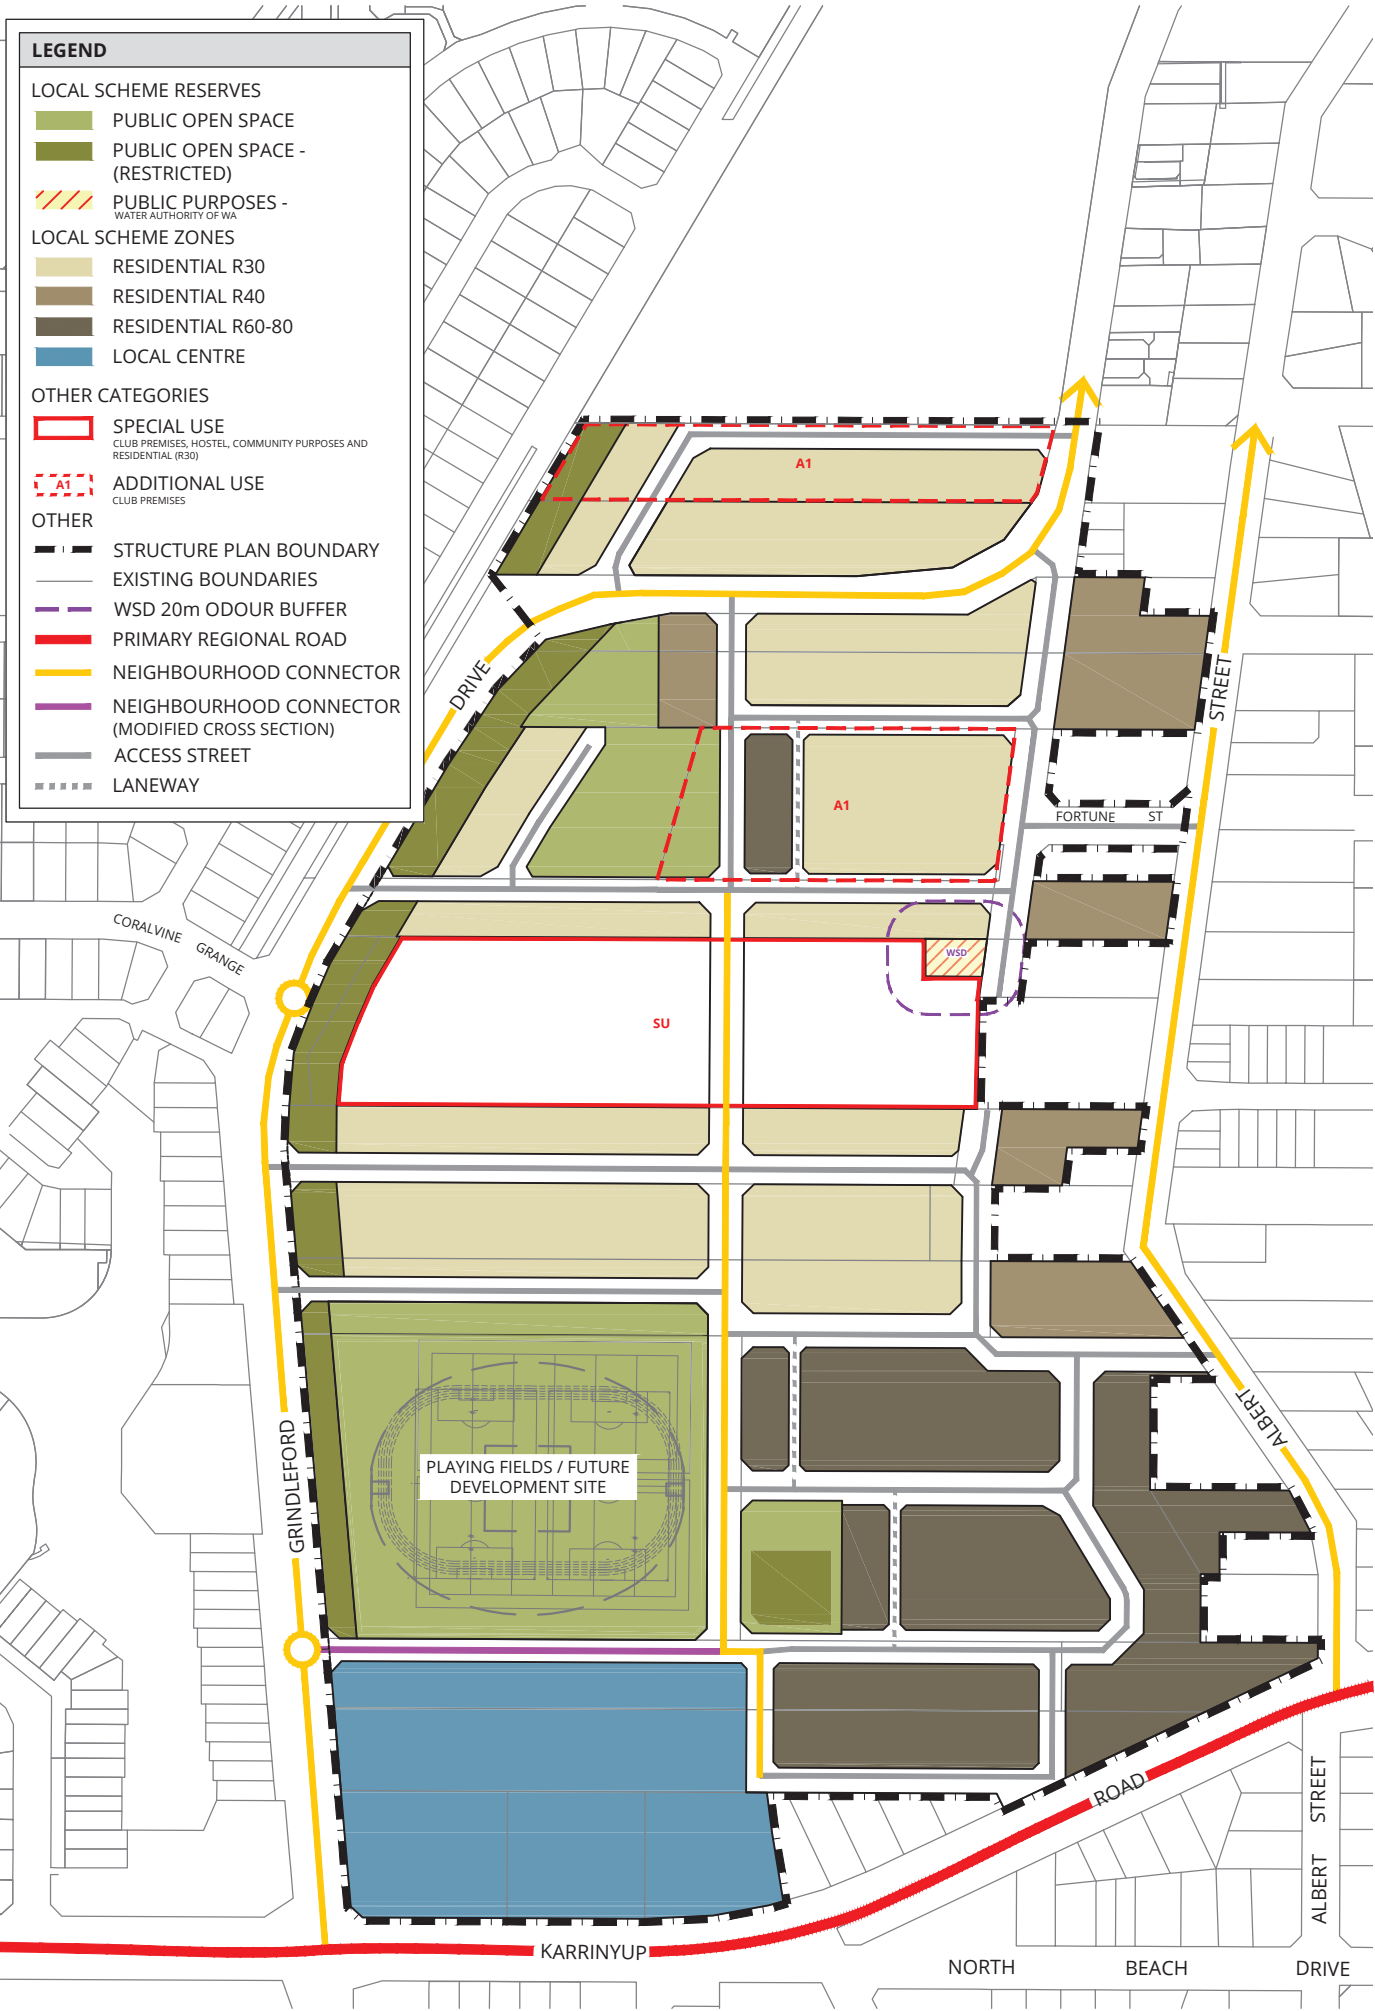 LEGEND
LOCAL SCHEME RESERVES
PUBLIC OPEN SPACE
PUBLIC OPEN SPACE -
(RESTRICTED)
PUBLIC PURPOSES -
WATER AUTHORITY OF WA
LOCAL SCHEME ZONES
RESIDENTIAL R30
RESIDENTIAL R40
RESIDENTIAL R60-80
LOCAL CENTRE
OTHER CATEGORIES
SPECIAL USE
CLUB PREMISES, HOSTEL, COMMUNITY PURPOSES AND
RESIDENTIAL (R30)
A1
ADDITIONAL USE
CLUB PREMISES
OTHER
STRUCTURE PLAN BOUNDARY
EXISTING BOUNDARIES
WSD 20m ODOUR BUFFER
PRIMARY REGIONAL ROAD
NEIGHBOURHOOD CONNECTOR
NEIGHBOURHOOD CONNECTOR
(MODIFIED CROSS SECTION)
ACCESS STREET
LANEWAY
A1
DRIVE
STREET
A1
FORTUNE ST
CORALVINE GRANGE
WSD
SU
ALBERT
GRINDLEFORD
PLAYING FIELDS / FUTURE
DEVELOPMENT SITE
ROAD
ALBERT STREET
KARRINYUP
NORTH BEACH DRIVE